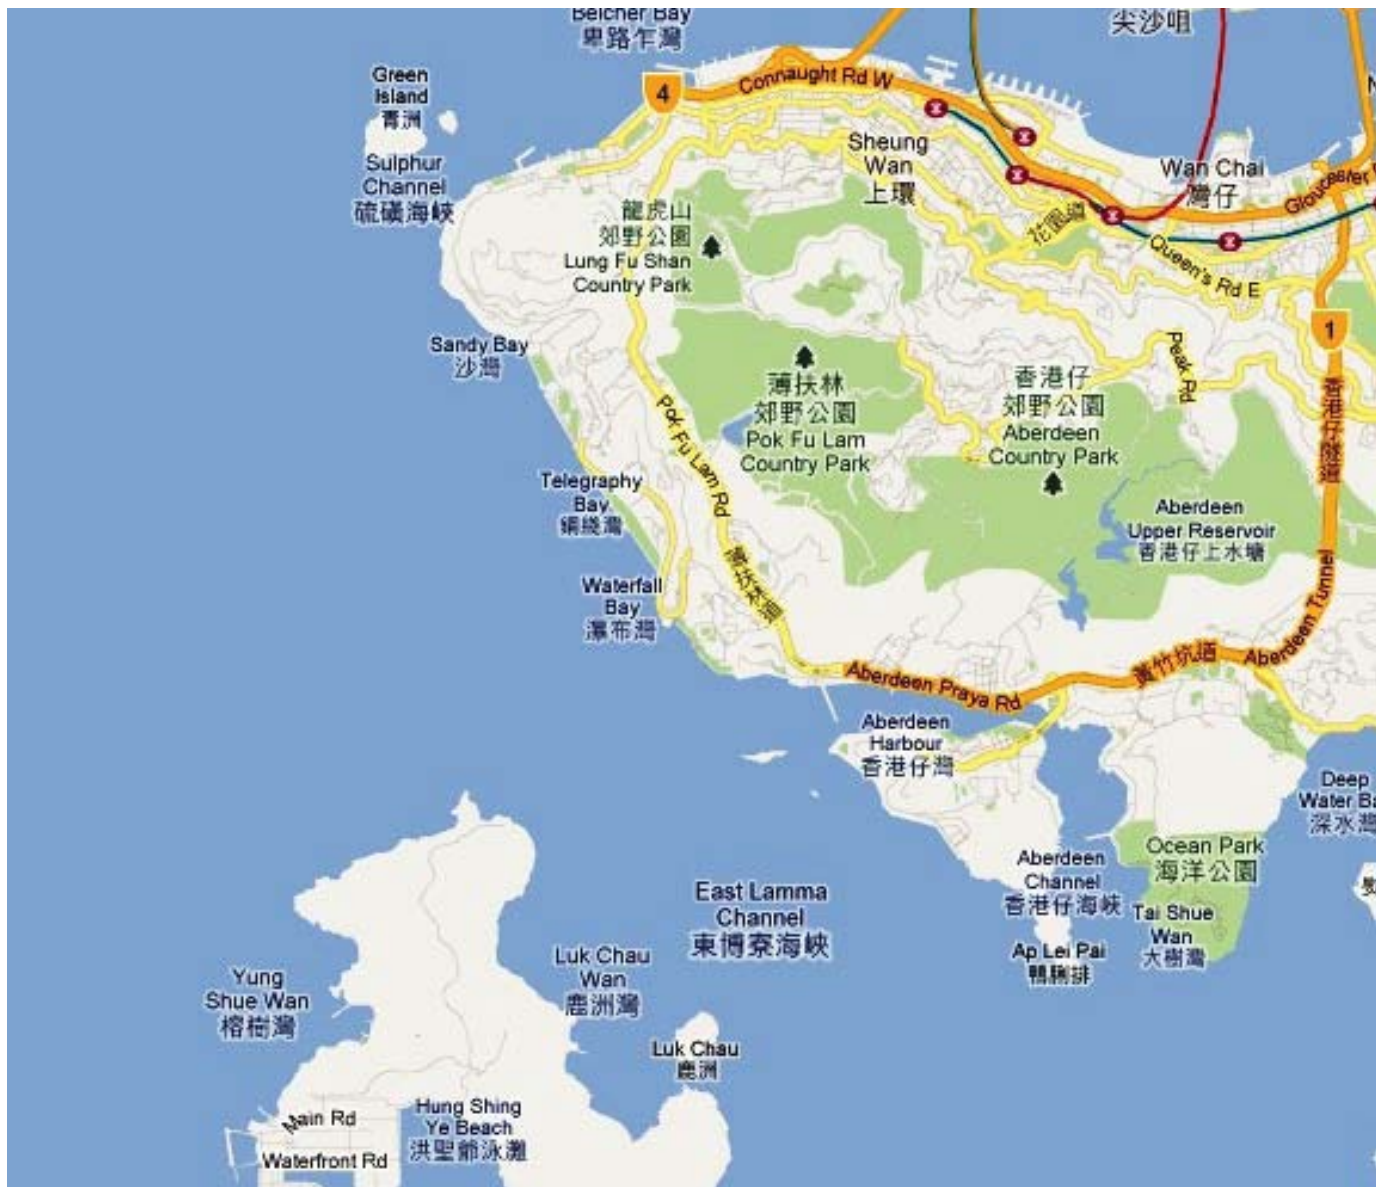 Belcher Bay
卑路乍灣
尖沙咀
Green
Island
青洲
4
Connaught Rd W
Sulphur
Channel
硫磺海峽
Sheung
Wan
上環
Wan Chai
灣仔
Gloucester
龍虎山
郊野公園
Lung Fu Shan
Country Park
花園道
Queen's Rd E
1
Sandy Bay
沙灣
Peak Rd
薄扶林
郊野公園
Pok Fu Lam
Country Park
香港仔
郊野公園
Aberdeen
Country Park
香港仔隧道
Pok Fu Lam Rd
Telegraphy
Bay
鋼綫灣
Aberdeen
Upper Reservoir
香港仔上水塘
薄扶林道
Waterfall
Bay
瀑布灣
Aberdeen Tunnel
黃竹坑道
Aberdeen Praya Rd
Aberdeen
Harbour
香港仔灣
Deep
Water Ba
深水灣
Ocean Park
海洋公園
Aberdeen
Channel
香港仔海峽
East Lamma
Channel
東博寮海峽
Tai Shue
Wan
大樹灣
Ap Lei Pai
鴨脷排
Luk Chau
Wan
鹿洲灣
Yung
Shue Wan
榕樹灣
Luk Chau
鹿洲
Main Rd
Hung Shing
Ye Beach
洪聖爺泳灘
Waterfront Rd